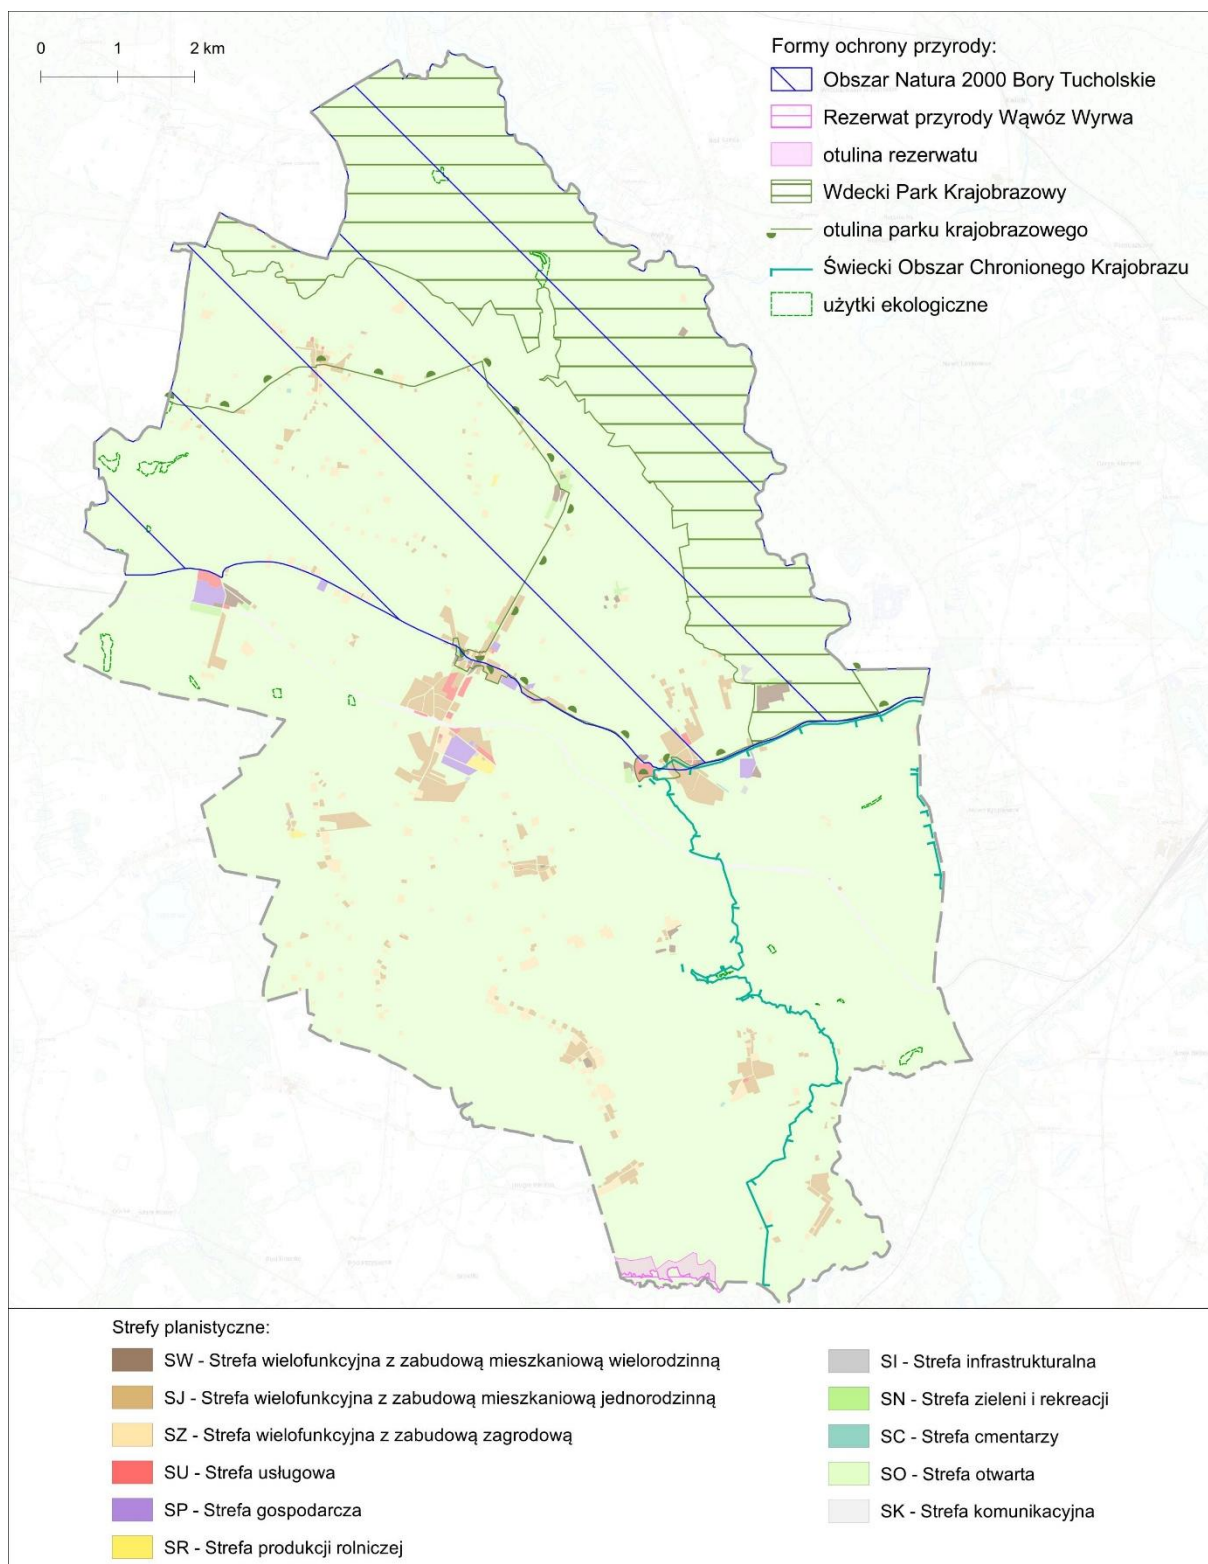 0 1 2 km
Formy ochrony przyrody:
Obszar Natura 2000 Bory Tucholskie
Rezerwat przyrody Wąwóz Wyrwa
otulina rezerwatu
Wdecki Park Krajobrazowy
otulina parku krajobrazowego
Świecki Obszar Chronionego Krajobrazu
użytki ekologiczne
Strefy planistyczne:
SW - Strefa wielofunkcyjna z zabudową mieszkaniową wielorodzinną
SJ - Strefa wielofunkcyjna z zabudową mieszkaniową jednorodzinną
SZ - Strefa wielofunkcyjna z zabudową zagrodową
SU - Strefa usługowa
SP - Strefa gospodarcza
SR - Strefa produkcji rolniczej
SI - Strefa infrastrukturalna
SN - Strefa zieleni i rekreacji
SC - Strefa cmentarzy
SO - Strefa otwarta
SK - Strefa komunikacyjna